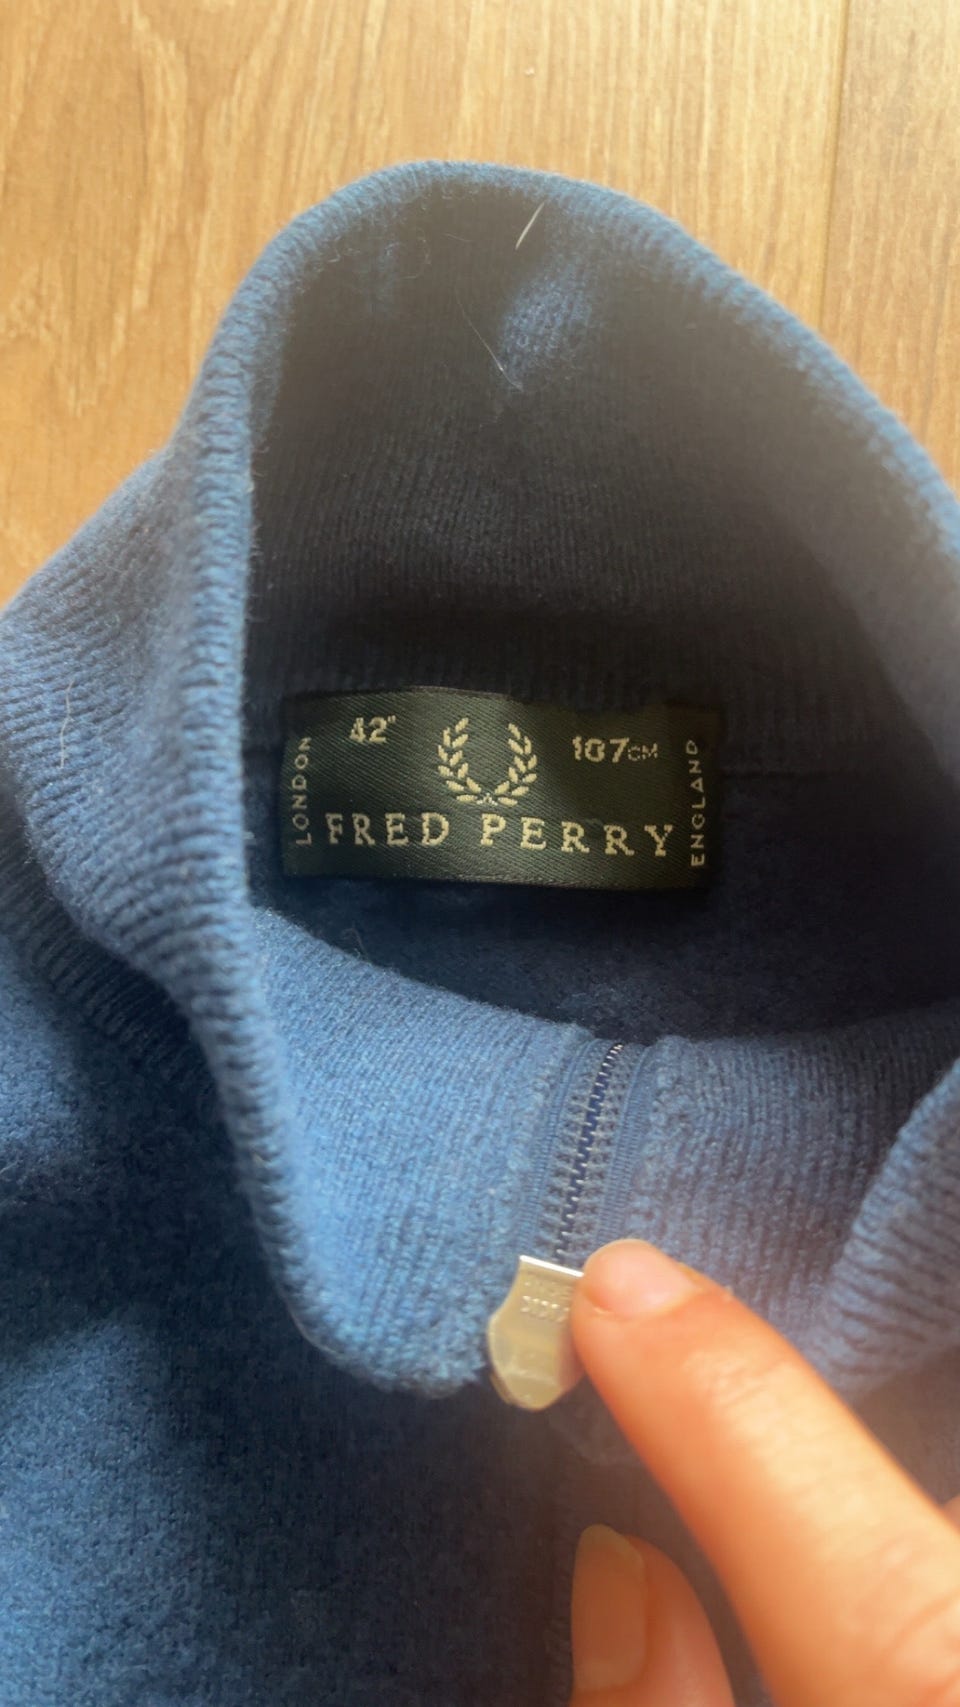 42" 107CM
LONDON
FRED PERRY
ENGLAND